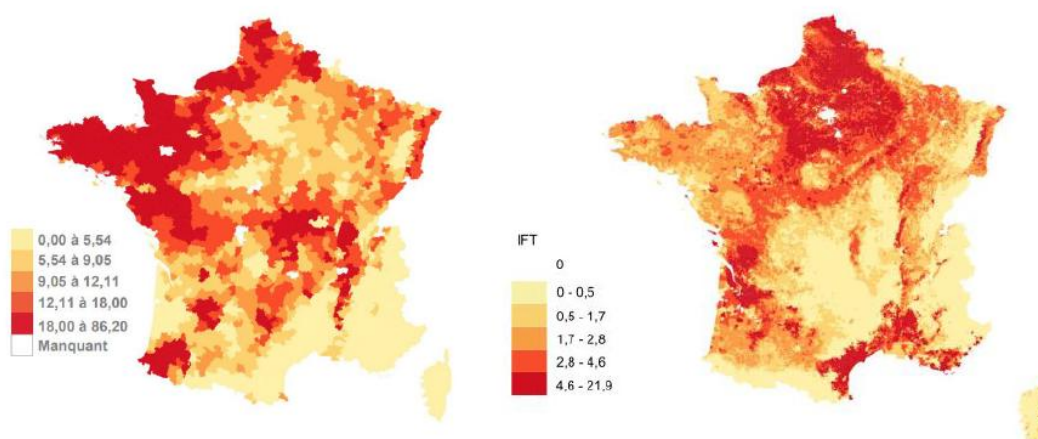 0,00 à 5,54
5,54 à 9,05
9,05 à 12,11
12,11 à 18,00
18,00 à 86,20
Manquant
IFT
0
0 - 0,5
0,5 - 1,7
1,7 - 2,8
2,8 - 4,6
4,6 - 21,9